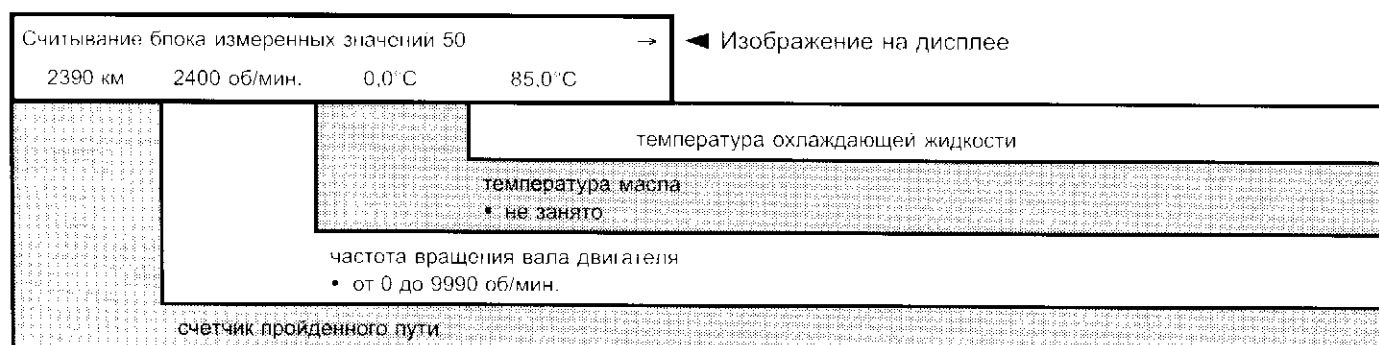 Считывание блока измеренных значений 50 →
2390 км 2400 об/мин. 0,0°C 85,0°C
◄ Изображение на дисплее
температура охлаждающей жидкости
температура масла
• не занято
частота вращения вала двигателя
• от 0 до 9990 об/мин.
счетчик пройденного пути